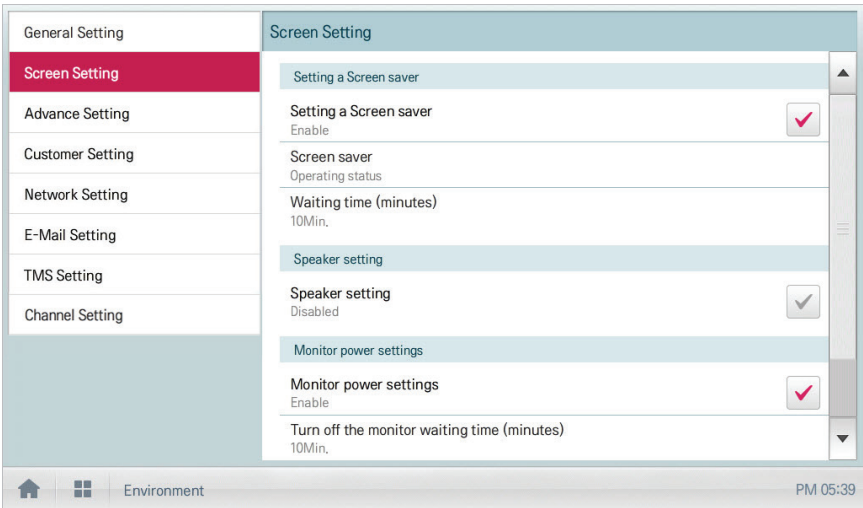 General Setting
Screen Setting
Advance Setting
Customer Setting
Network Setting
E-Mail Setting
TMS Setting
Channel Setting
Screen Setting
Setting a Screen saver
Setting a Screen saver
Enable
Screen saver
Operating status
Waiting time (minutes)
10Min.
Speaker setting
Speaker setting
Disabled
Monitor power settings
Monitor power settings
Enable
Turn off the monitor waiting time (minutes)
10Min.
Environment
PM 05:39